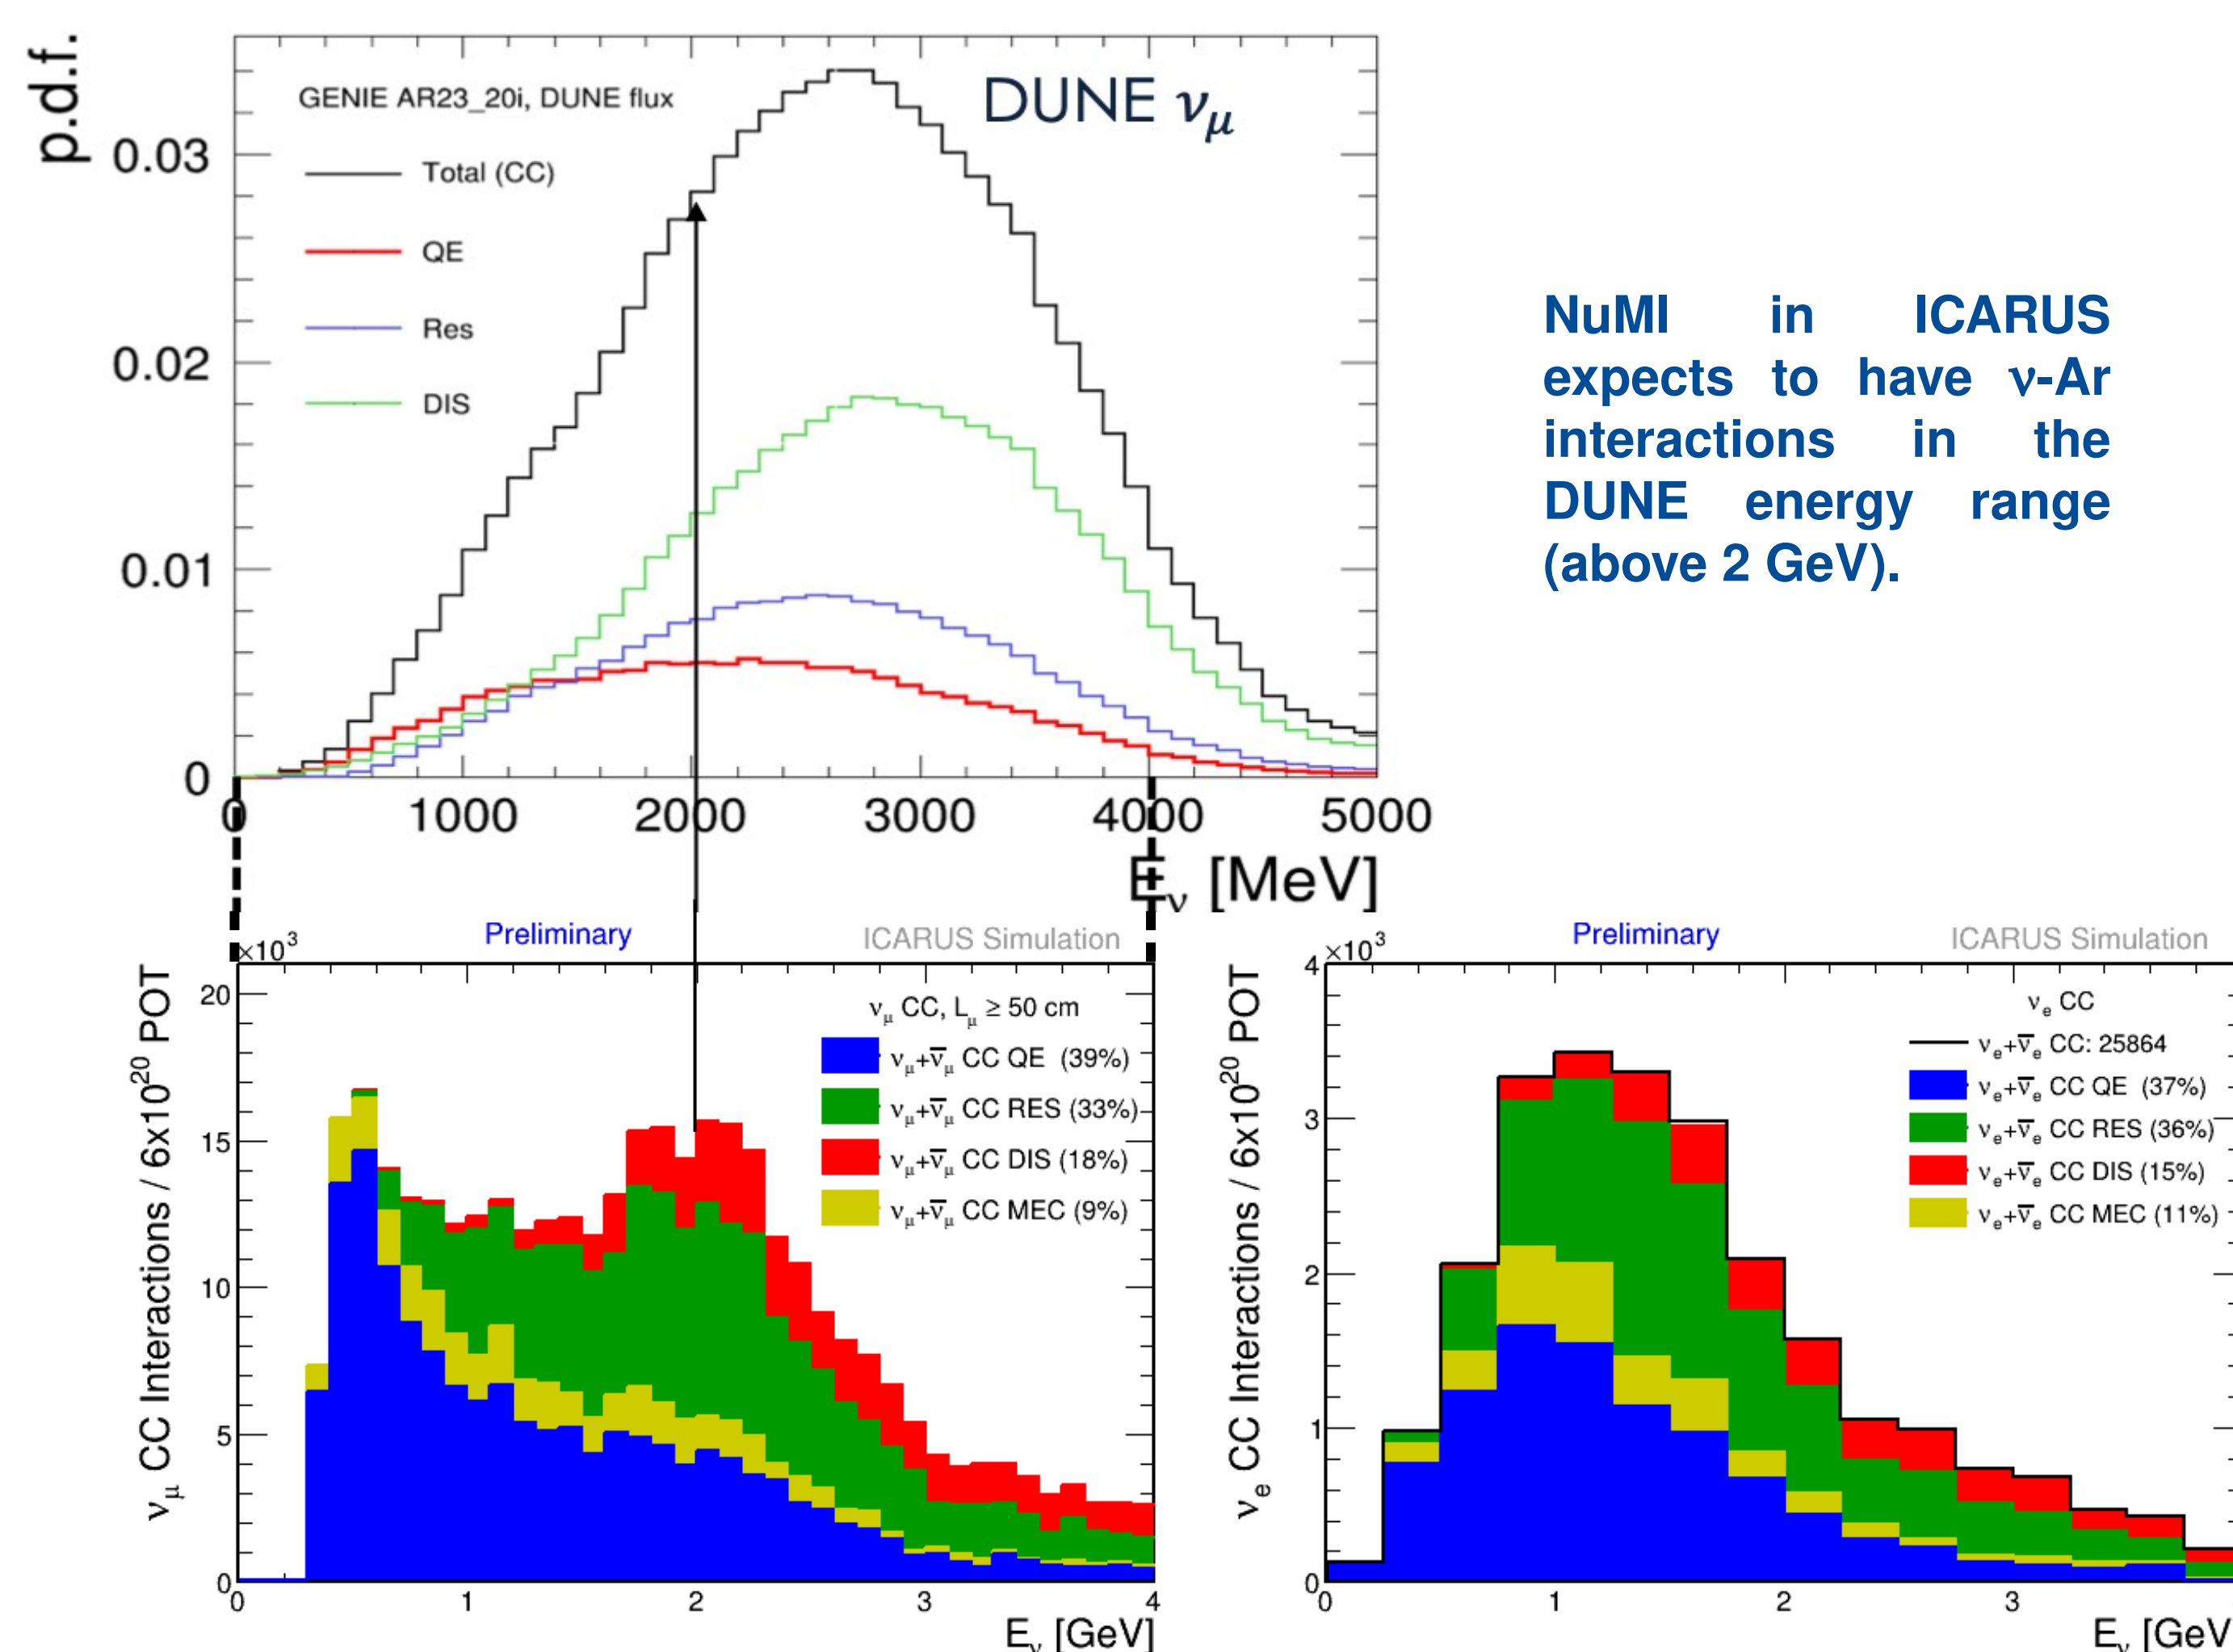 p.d.f.
GENIE AR23_20i, DUNE flux
DUNE νμ
Total (CC)
QE
Res
DIS
0.03
0.02
0.01
0
0 1000 2000 3000 4000 5000
Eν [MeV]
NuMI in ICARUS
expects to have ν-Ar
interactions in the
DUNE energy range
(above 2 GeV).
×10³ Preliminary ICARUS Simulation
νμ CC Interactions / 6x10²⁰ POT
νμ CC, Lμ ≥ 50 cm
νμ+ν̅μ CC QE (39%)
νμ+ν̅μ CC RES (33%)
νμ+ν̅μ CC DIS (18%)
νμ+ν̅μ CC MEC (9%)
20
15
10
5
0
0 1 2 3 4
Eν [GeV]
×10³ Preliminary ICARUS Simulation
νe CC Interactions / 6x10²⁰ POT
νe CC
νe+ν̅e CC: 25864
νe+ν̅e CC QE (37%)
νe+ν̅e CC RES (36%)
νe+ν̅e CC DIS (15%)
νe+ν̅e CC MEC (11%)
4
3
2
1
0
0 1 2 3
Eν [GeV